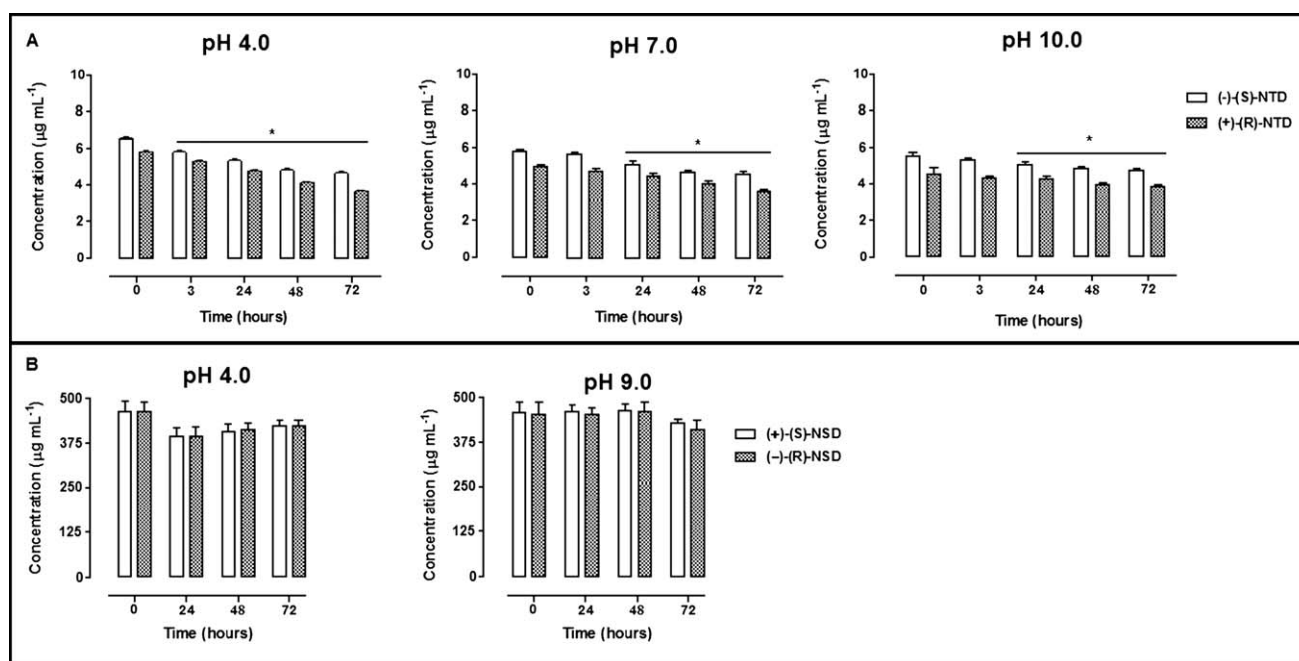 A
pH 4.0
10
8
6
4
2
0
Concentration (µg mL⁻¹)
*
0 3 24 48 72
Time (hours)
pH 7.0
10
8
6
4
2
0
Concentration (µg mL⁻¹)
*
0 3 24 48 72
Time (hours)
pH 10.0
10
8
6
4
2
0
Concentration (µg mL⁻¹)
*
0 3 24 48 72
Time (hours)
(-)-(S)-NTD
(+)-(R)-NTD
B
pH 4.0
500
375
250
125
0
Concentration (µg mL⁻¹)
0 24 48 72
Time (hours)
pH 9.0
500
375
250
125
0
Concentration (µg mL⁻¹)
0 24 48 72
Time (hours)
(+)-(S)-NSD
(−)-(R)-NSD